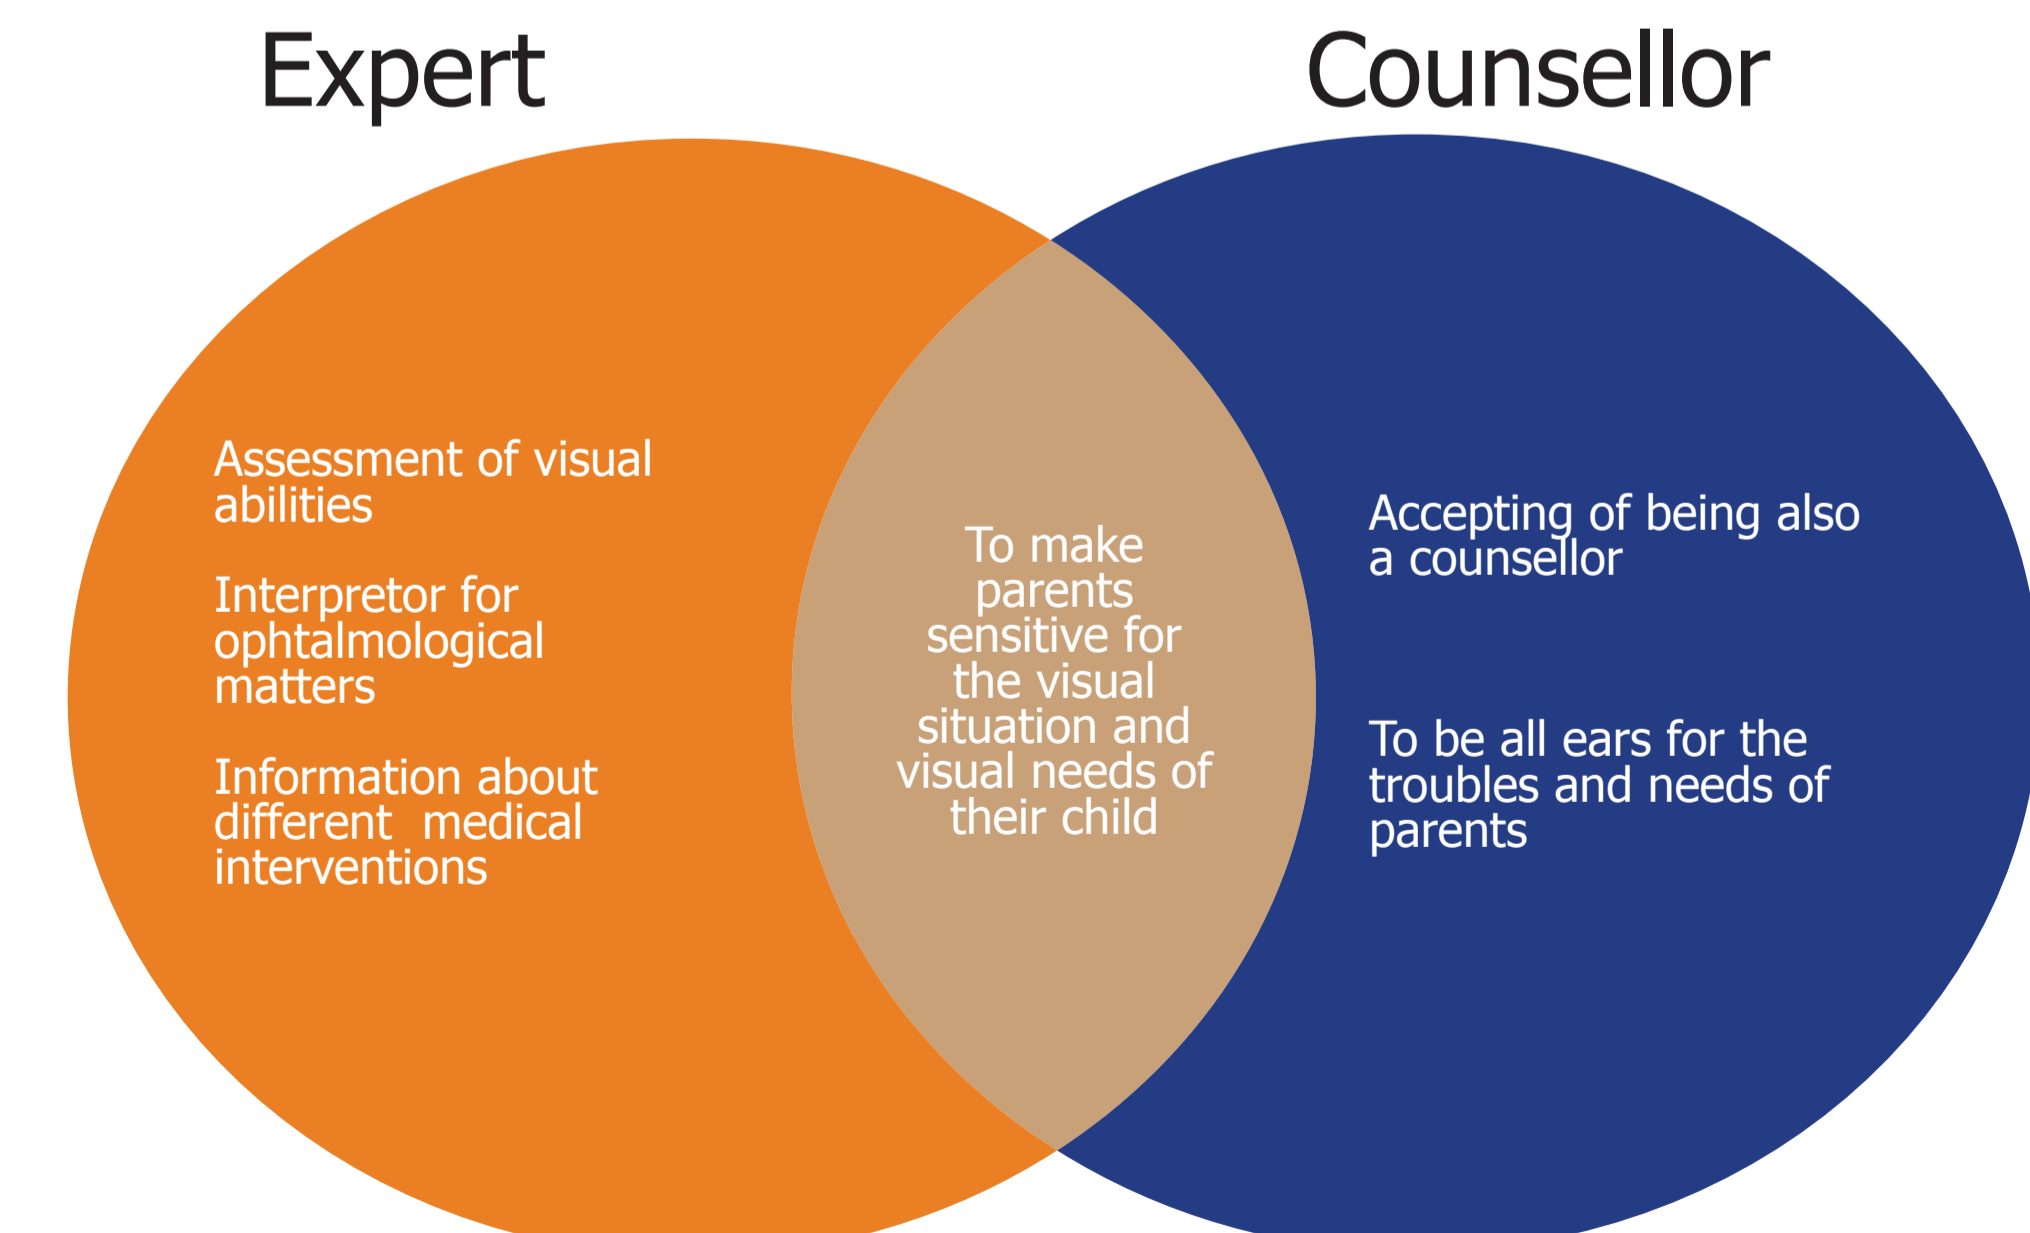 Expert
Counsellor
Assessment of visual
abilities
Interpretor for
ophtalmological
matters
Information about
different  medical
interventions
To make
parents
sensitive for
the visual
situation and
visual needs of
their child
Accepting of being also
a counsellor
To be all ears for the
troubles and needs of
parents